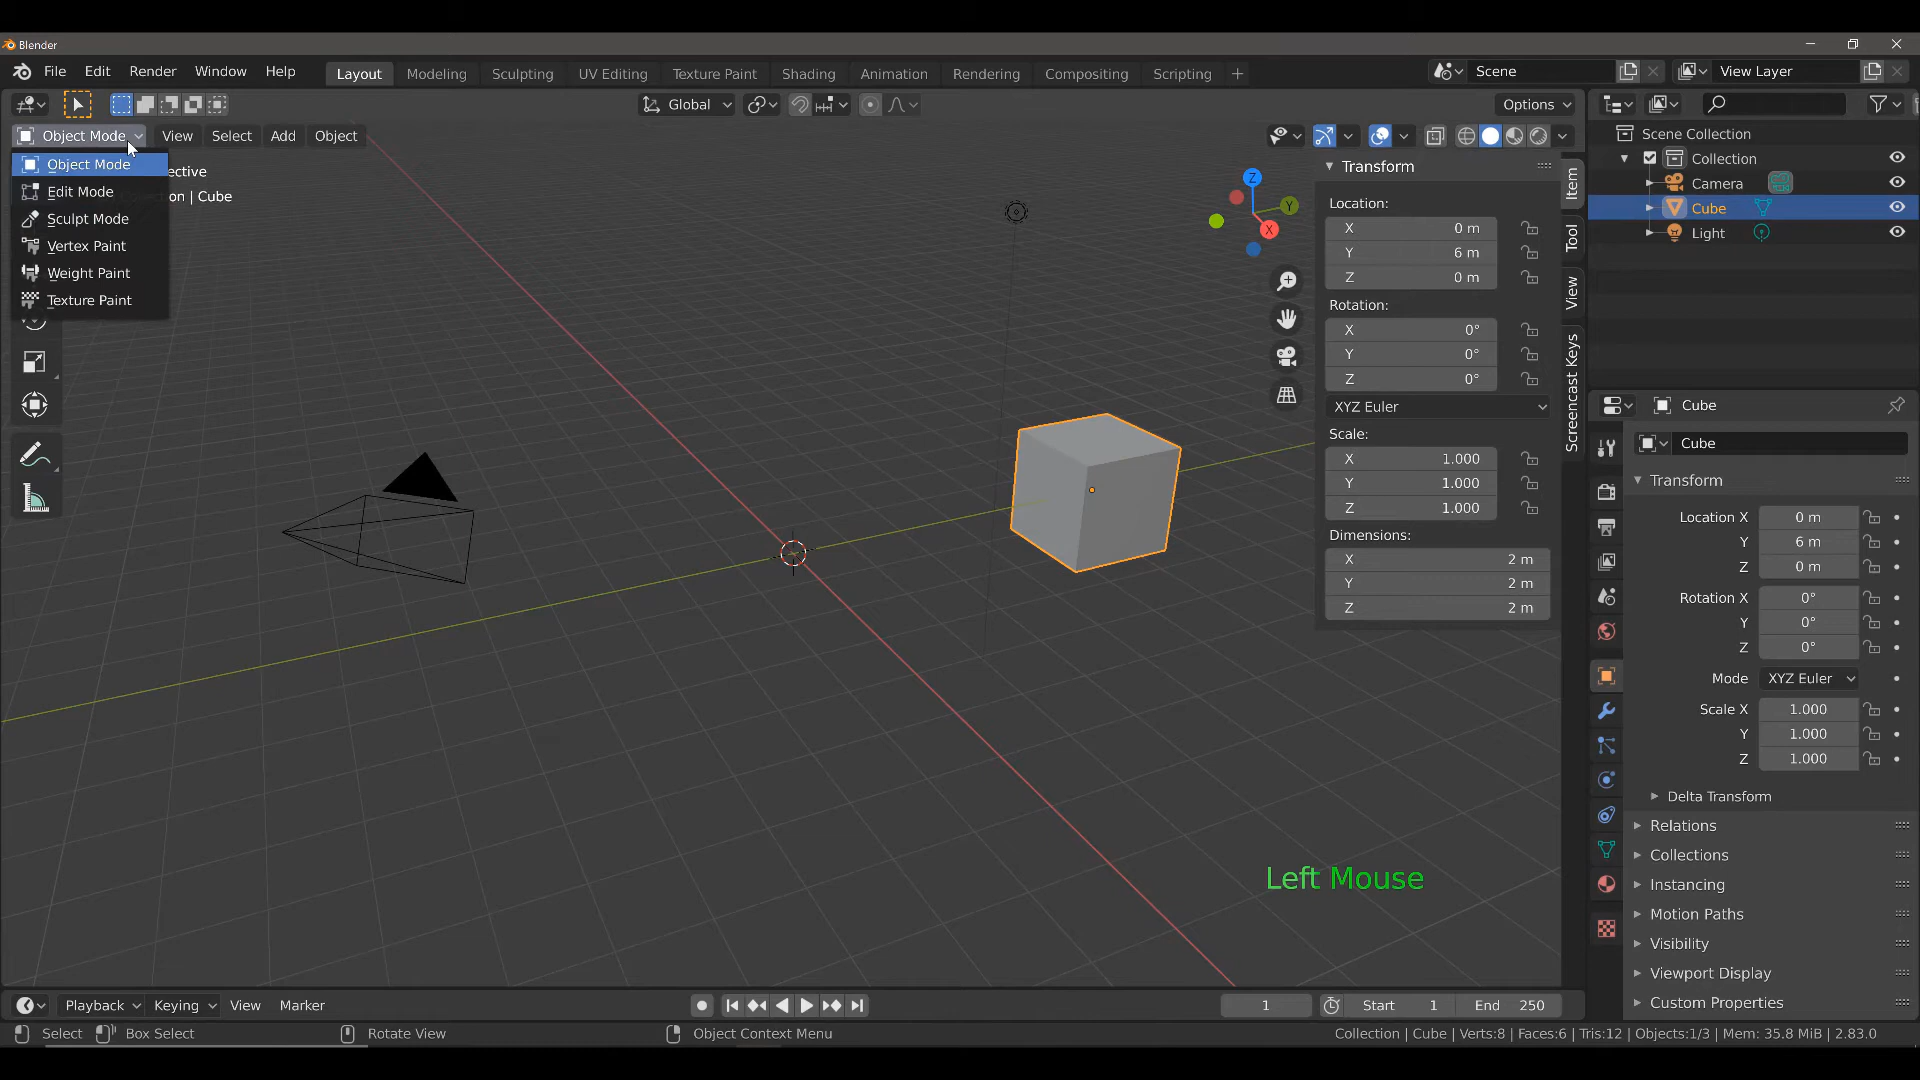 Blender
File Edit Render Window Help Layout Modeling Sculpting UV Editing Texture Paint Shading Animation Rendering Compositing Scripting + Scene View Layer
Global Options
Object Mode View Select Add Object
Object Mode
Edit Mode
Sculpt Mode
Vertex Paint
Weight Paint
Texture Paint
ctive
n | Cube
Z
Y
X
Transform
Location:
X 0 m
Y 6 m
Z 0 m
Rotation:
X 0°
Y 0°
Z 0°
XYZ Euler
Scale:
X 1.000
Y 1.000
Z 1.000
Dimensions:
X 2 m
Y 2 m
Z 2 m
Item
Tool
View
Screencast Keys
Scene Collection
Collection
Camera
Cube
Light
Cube
Cube
Transform
Location X 0 m
Y 6 m
Z 0 m
Rotation X 0°
Y 0°
Z 0°
Mode XYZ Euler
Scale X 1.000
Y 1.000
Z 1.000
Delta Transform
Relations
Collections
Instancing
Motion Paths
Visibility
Viewport Display
Custom Properties
Left Mouse
Playback Keying View Marker 1 Start 1 End 250
Select Box Select Rotate View Object Context Menu Collection | Cube | Verts:8 | Faces:6 | Tris:12 | Objects:1/3 | Mem: 35.8 MiB | 2.83.0